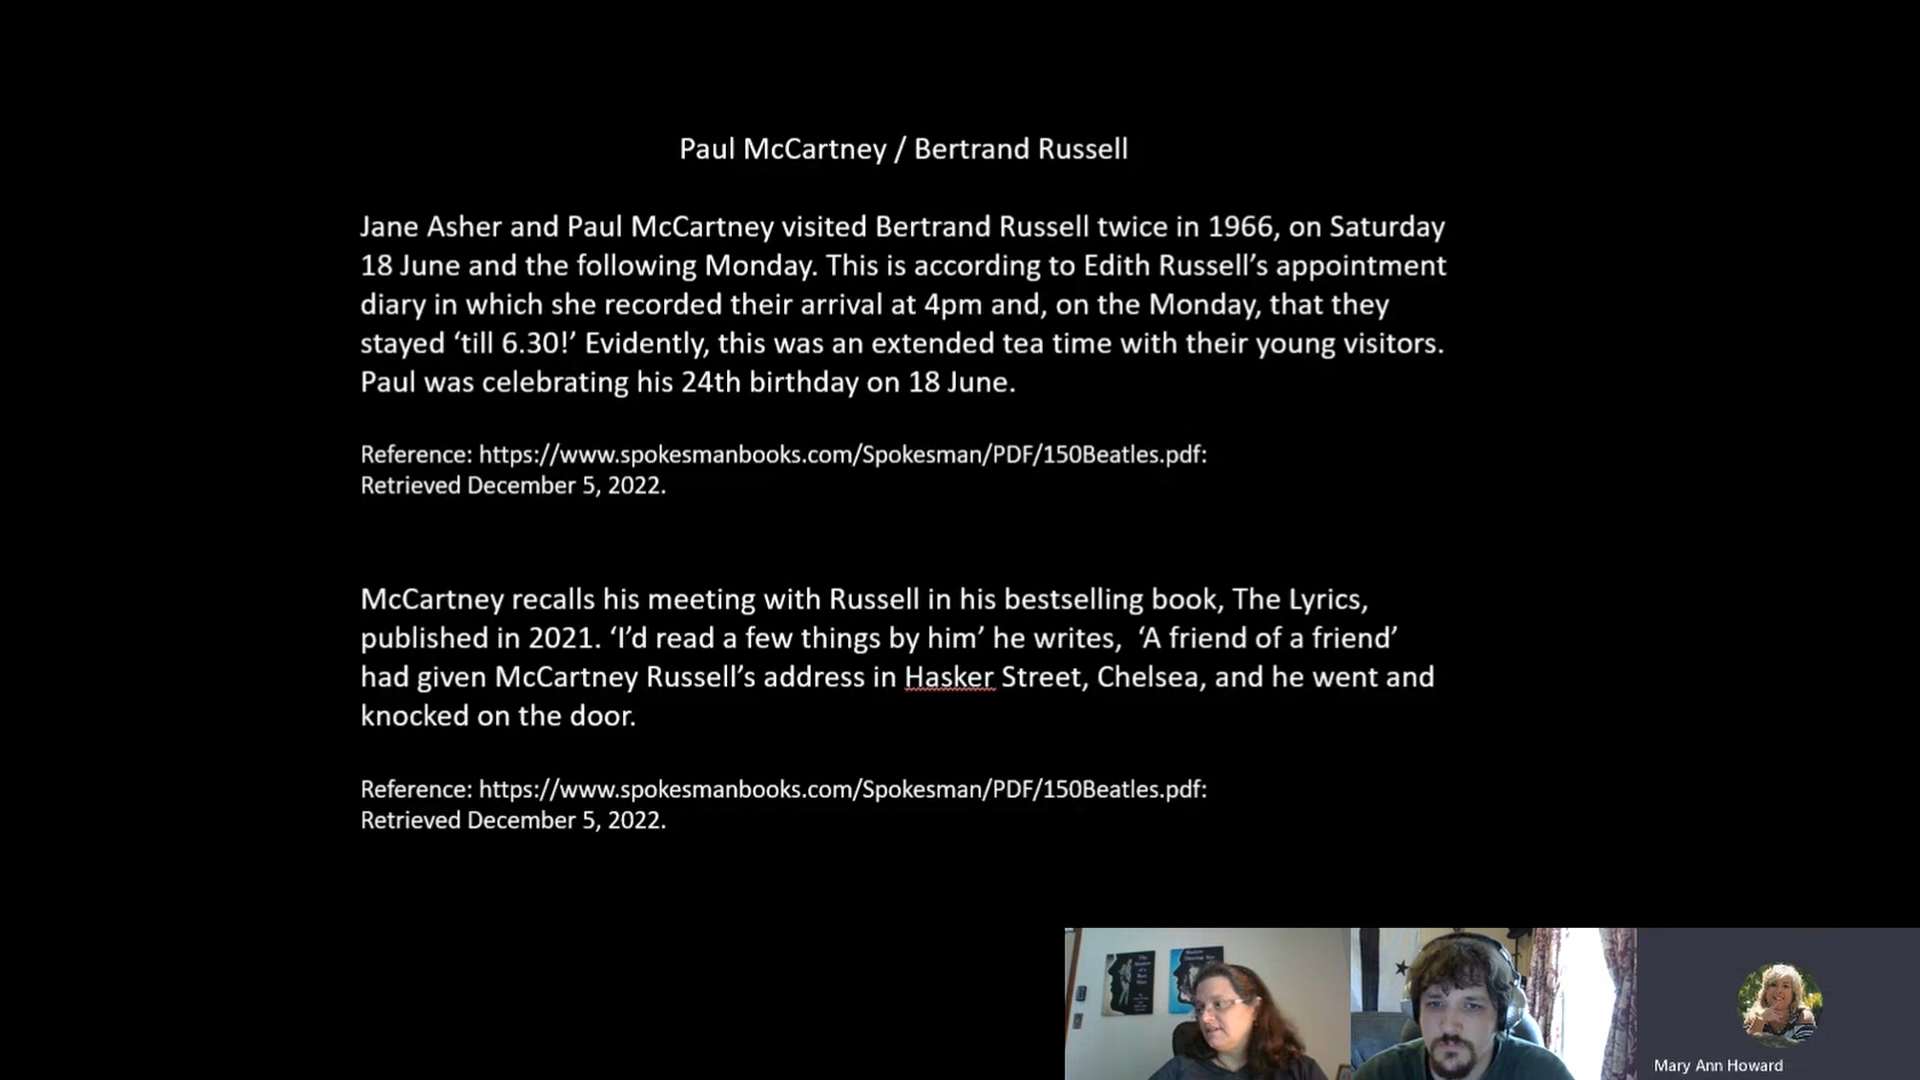 Paul McCartney / Bertrand Russell
Jane Asher and Paul McCartney visited Bertrand Russell twice in 1966, on Saturday
18 June and the following Monday. This is according to Edith Russell’s appointment
diary in which she recorded their arrival at 4pm and, on the Monday, that they
stayed ‘till 6.30!’ Evidently, this was an extended tea time with their young visitors.
Paul was celebrating his 24th birthday on 18 June.
Reference: https://www.spokesmanbooks.com/Spokesman/PDF/150Beatles.pdf:
Retrieved December 5, 2022.
McCartney recalls his meeting with Russell in his bestselling book, The Lyrics,
published in 2021. ‘I’d read a few things by him’ he writes,  ‘A friend of a friend’
had given McCartney Russell’s address in Hasker Street, Chelsea, and he went and
knocked on the door.
Reference: https://www.spokesmanbooks.com/Spokesman/PDF/150Beatles.pdf:
Retrieved December 5, 2022.
Mary Ann Howard